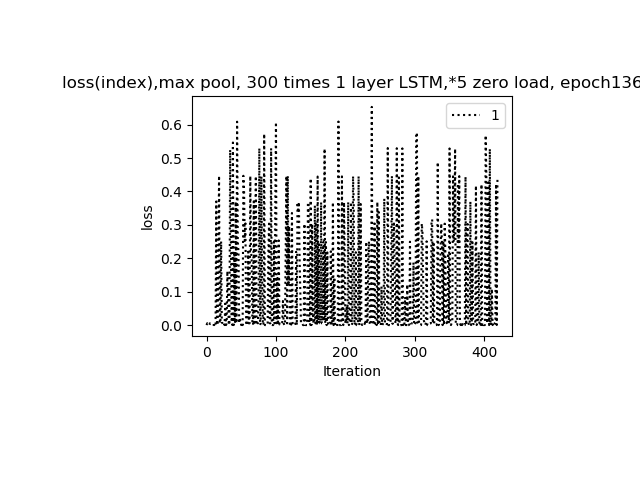 loss(index),max pool, 300 times 1 layer LSTM,*5 zero load, epoch136
1
0.6
0.5
0.4
0.3
0.2
0.1
0.0
loss
0 100 200 300 400
Iteration